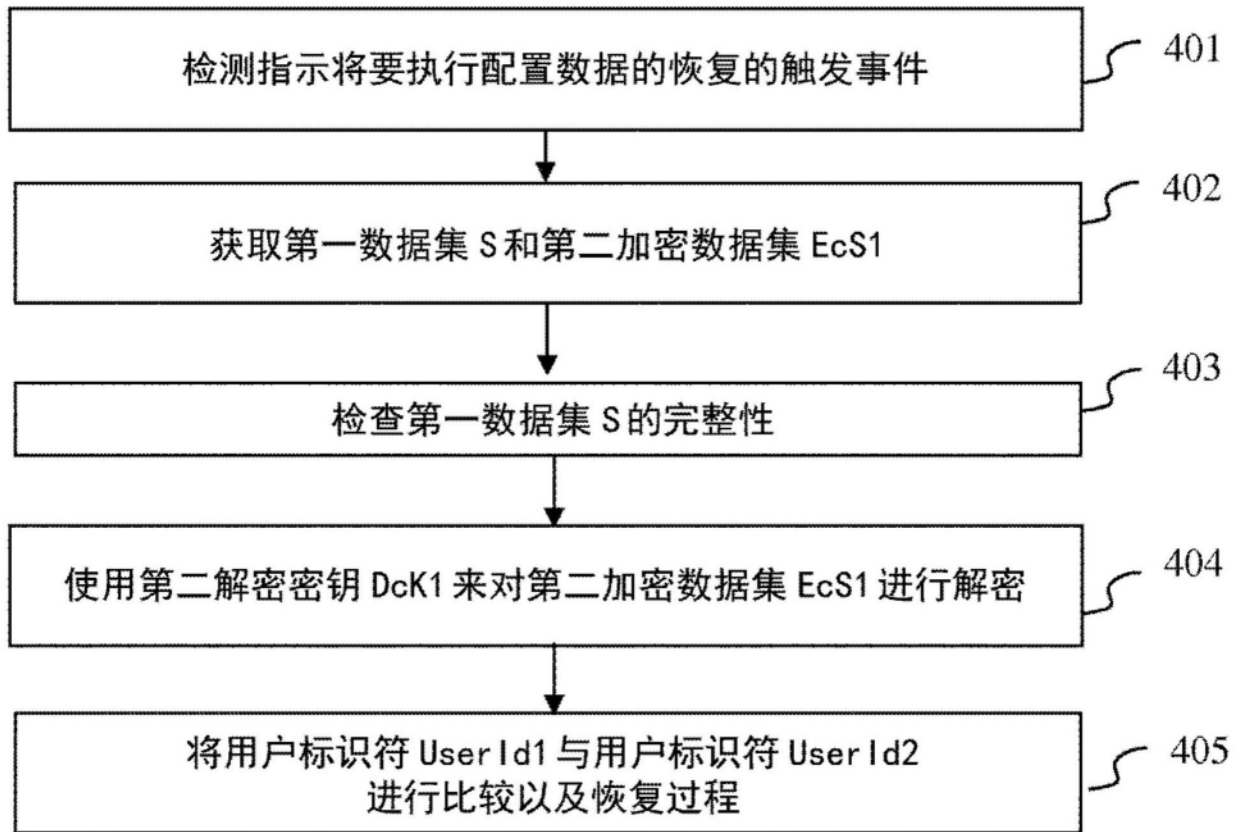 检测指示将要执行配置数据的恢复的触发事件
401
获取第一数据集 S 和第二加密数据集 EcS1
402
检查第一数据集 S 的完整性
403
使用第二解密密钥 DcK1 来对第二加密数据集 EcS1 进行解密
404
将用户标识符 UserId1 与用户标识符 UserId2
进行比较以及恢复过程
405